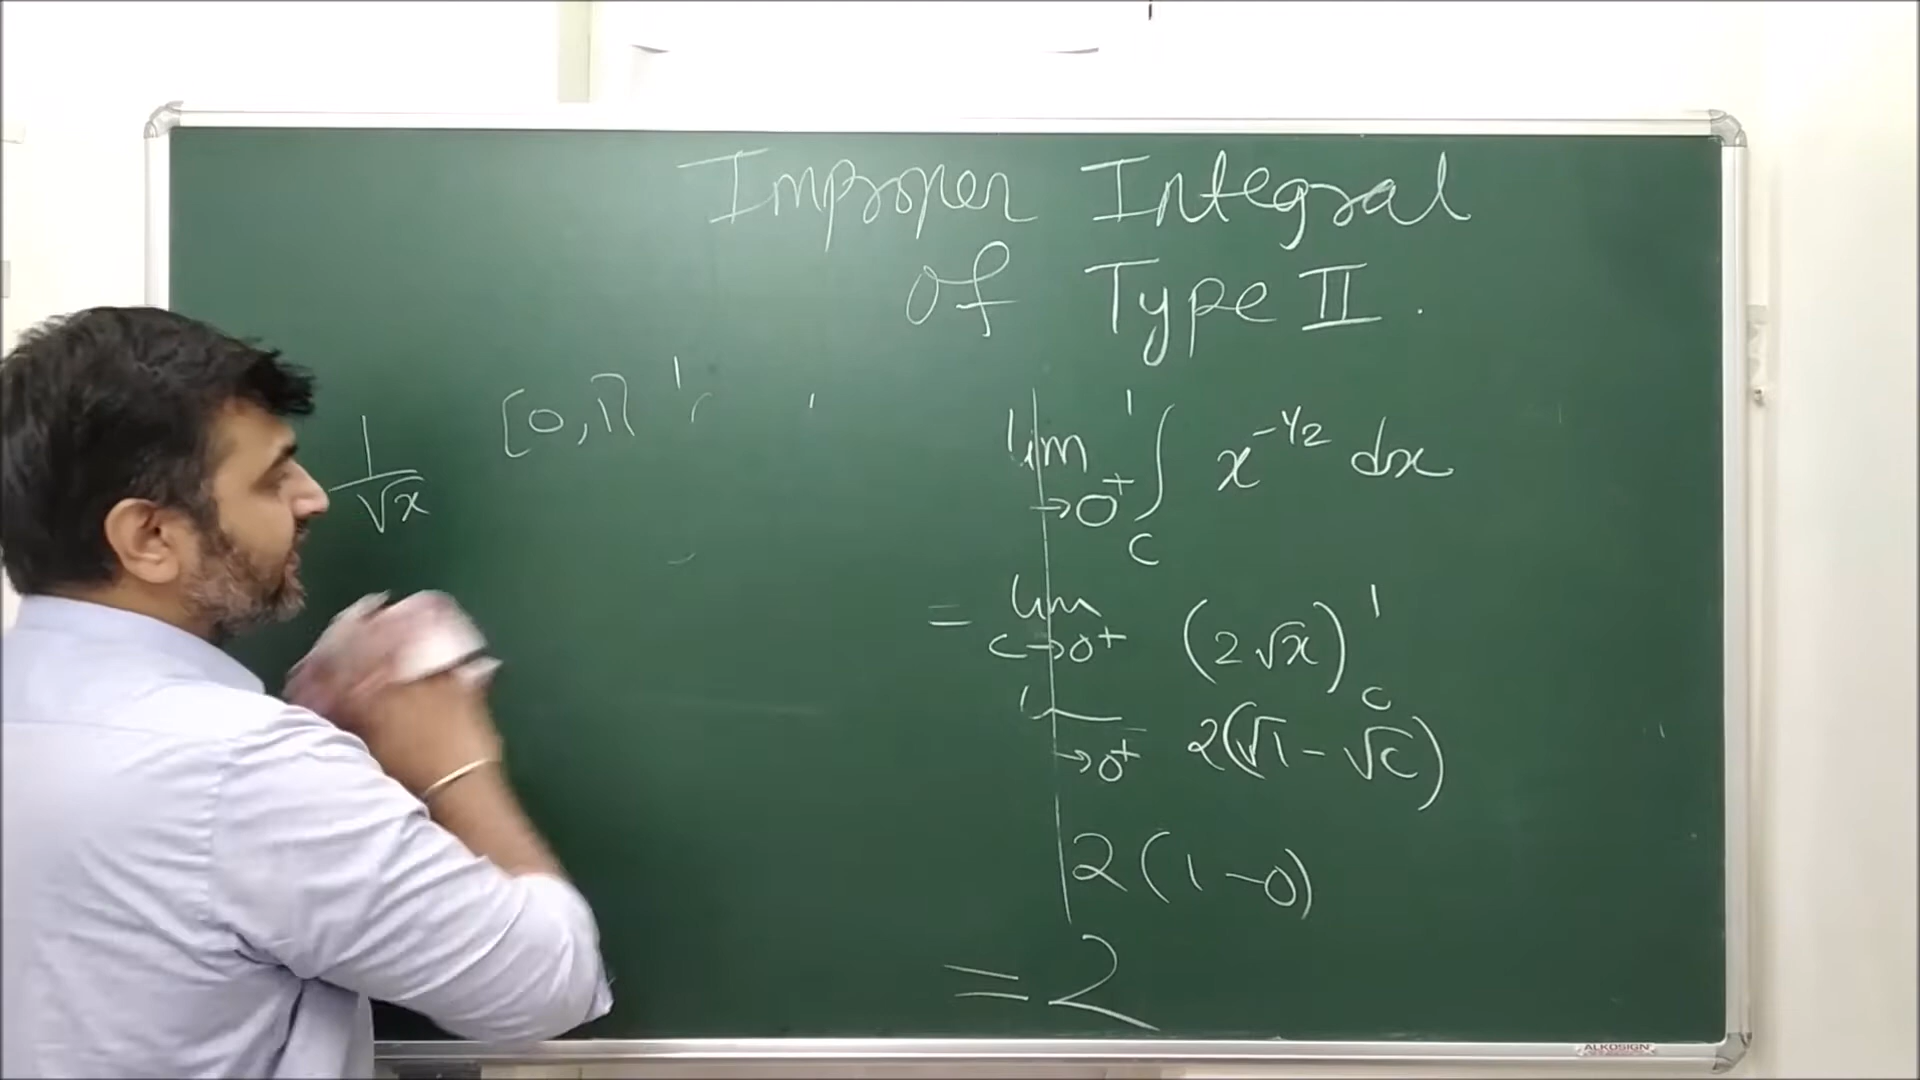 Improper Integral
of Type II.
1/√x
[0,1]
lim →0⁺ ∫_C^1 x^{-1/2} dx
= lim C→0⁺ (2√x)_C^1
→0⁺ 2(√1 - √C)
2(1-0)
= 2
ALKOSIGN